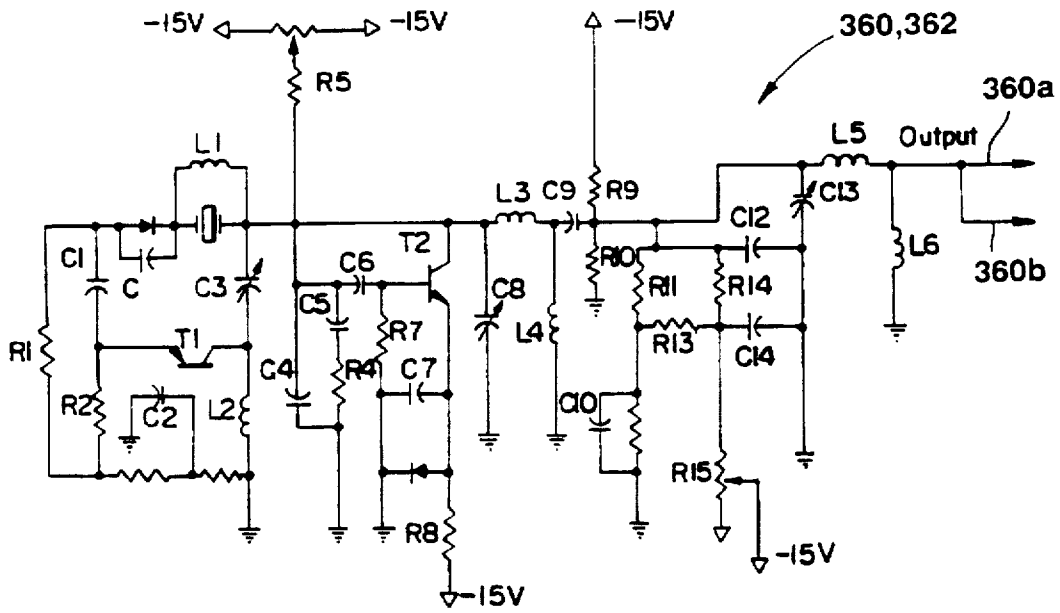 -15V
-15V
-15V
360,362
R5
360a
L1
L5
Output
L3
C9
R9
C13
C1
T2
C12
L6
C
C3
C6
R10
360b
C5
C8
R11
R14
R1
T1
R7
L4
R13
C14
C4
R4
C7
R2
C2
L2
C10
R15
R8
-15V
-15V